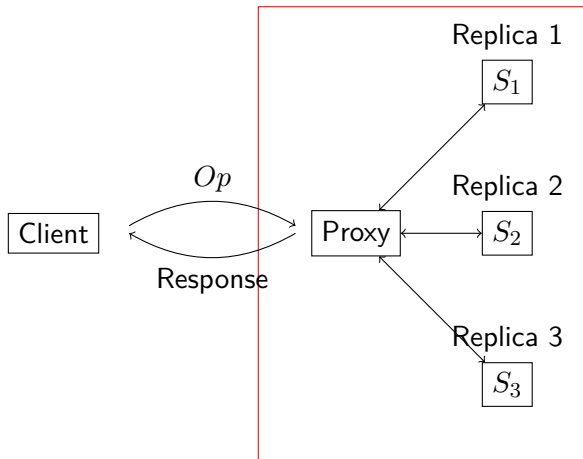 Replica 1
S₁
Op
Replica 2
Client
Proxy
S₂
Response
Replica 3
S₃